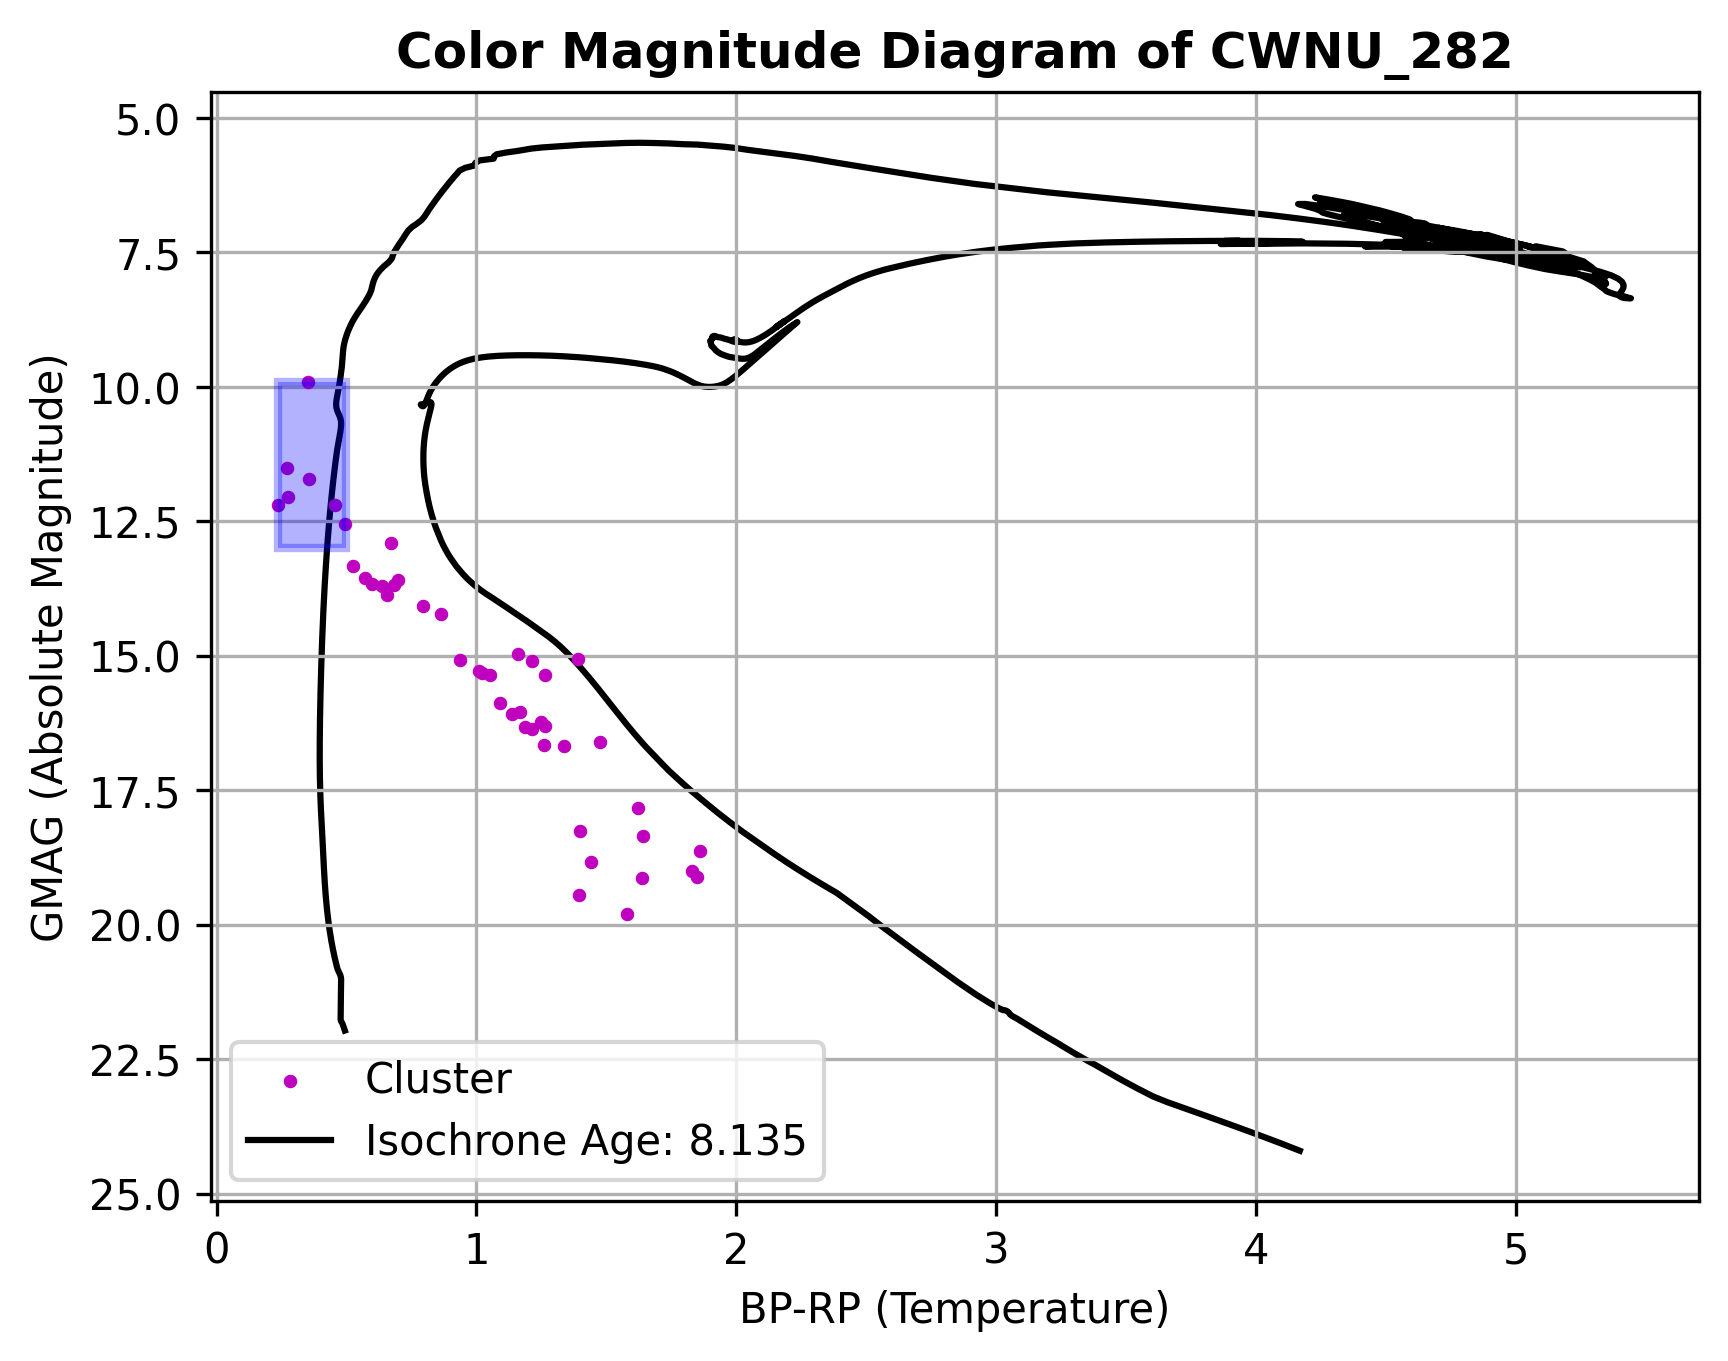 Color Magnitude Diagram of CWNU_282
GMAG (Absolute Magnitude)
5.0
7.5
10.0
12.5
15.0
17.5
20.0
22.5
25.0
Cluster
Isochrone Age: 8.135
0 1 2 3 4 5
BP-RP (Temperature)